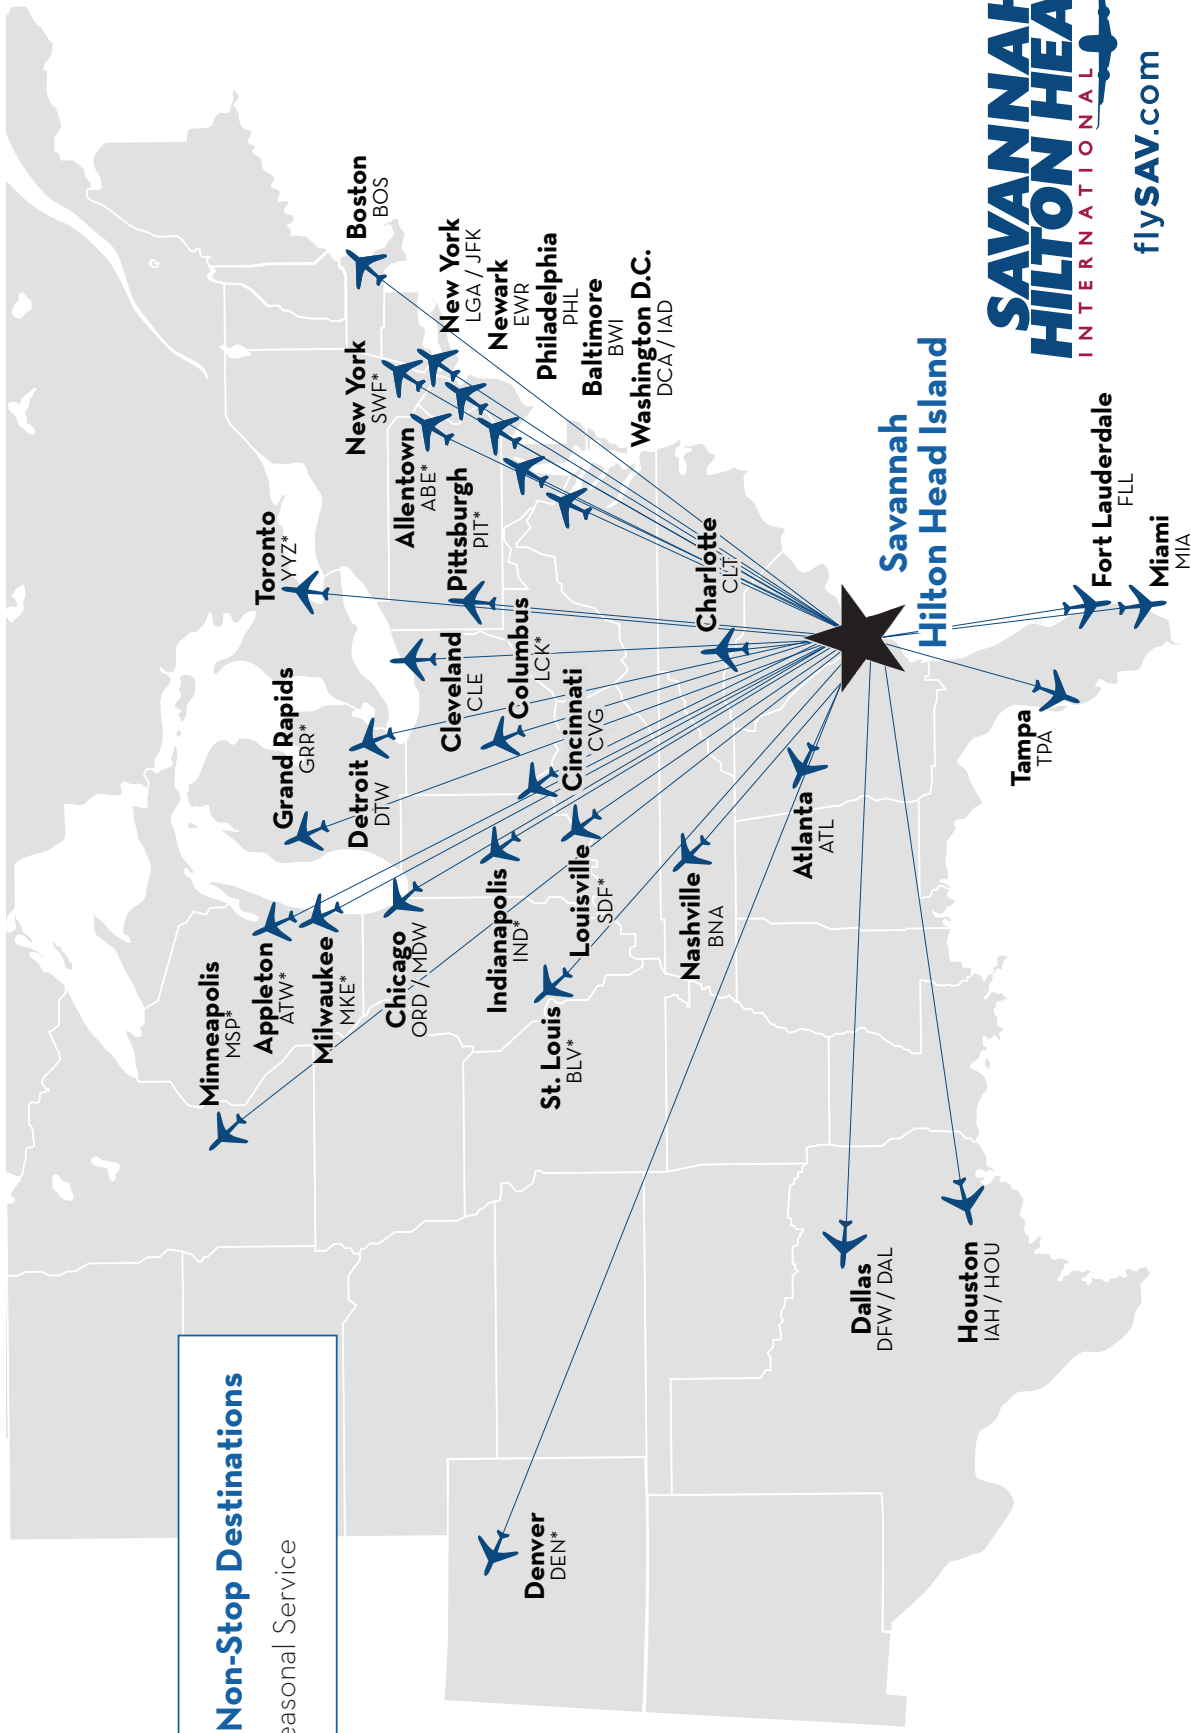 Non-Stop Destinations
Seasonal Service
Minneapolis
MSP*
Appleton
ATW*
Milwaukee
MKE*
Chicago
ORD / MDW
Grand Rapids
GRR*
Detroit
DTW
Toronto
YYZ*
Cleveland
CLE
Columbus
LCK*
Cincinnati
CVG
Pittsburgh
PIT*
Allentown
ABE*
New York
SWF*
Boston
BOS
New York
LGA / JFK
Newark
EWR
Philadelphia
PHL
Baltimore
BWI
Washington D.C.
DCA / IAD
Indianapolis
IND*
Louisville
SDF*
St. Louis
BLV*
Nashville
BNA
Charlotte
CLT
Atlanta
ATL
Denver
DEN*
Dallas
DFW / DAL
Houston
IAH / HOU
Savannah
Hilton Head Island
Tampa
TPA
Fort Lauderdale
FLL
Miami
MIA
SAVANNAH
HILTON HEA
INTERNATIONAL
flySAV.com